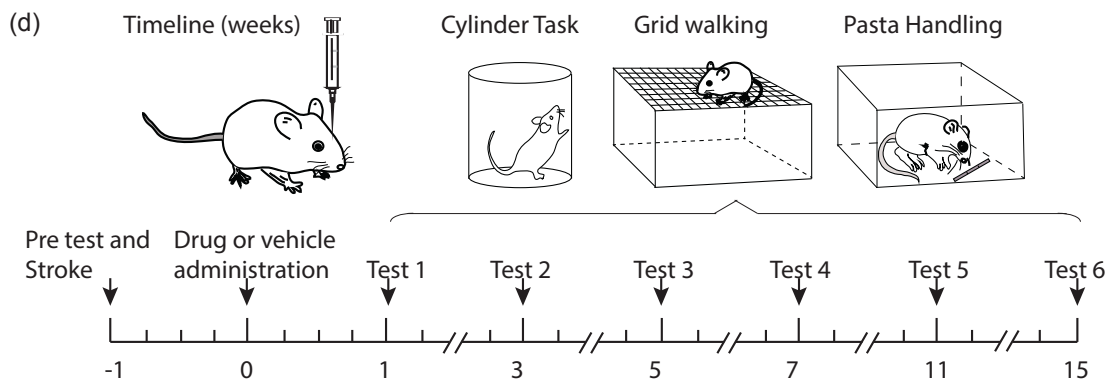 (d) Timeline (weeks) Cylinder Task Grid walking Pasta Handling
Pre test and
Stroke
Drug or vehicle
administration
Test 1 Test 2 Test 3 Test 4 Test 5 Test 6
-1 0 1 3 5 7 11 15